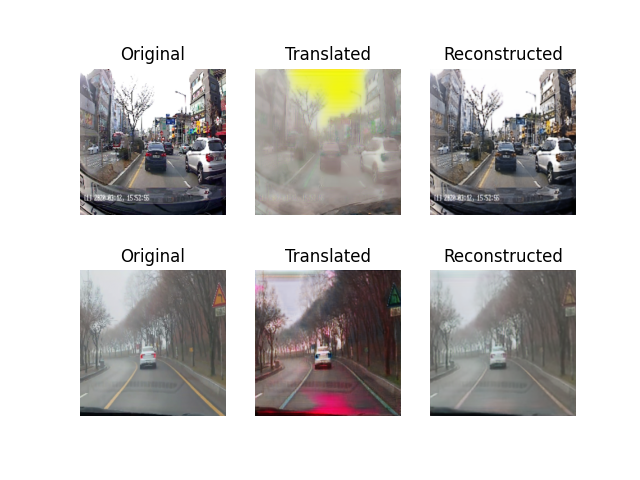 Original
Translated
Reconstructed
Original
Translated
Reconstructed